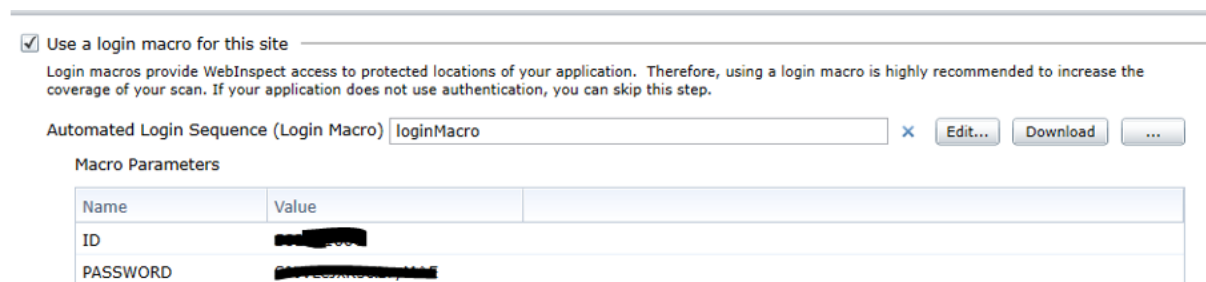 Use a login macro for this site
Login macros provide WebInspect access to protected locations of your application. Therefore, using a login macro is highly recommended to increase the
coverage of your scan. If your application does not use authentication, you can skip this step.
Automated Login Sequence (Login Macro) loginMacro × Edit... Download ...
Macro Parameters
Name Value
ID
PASSWORD